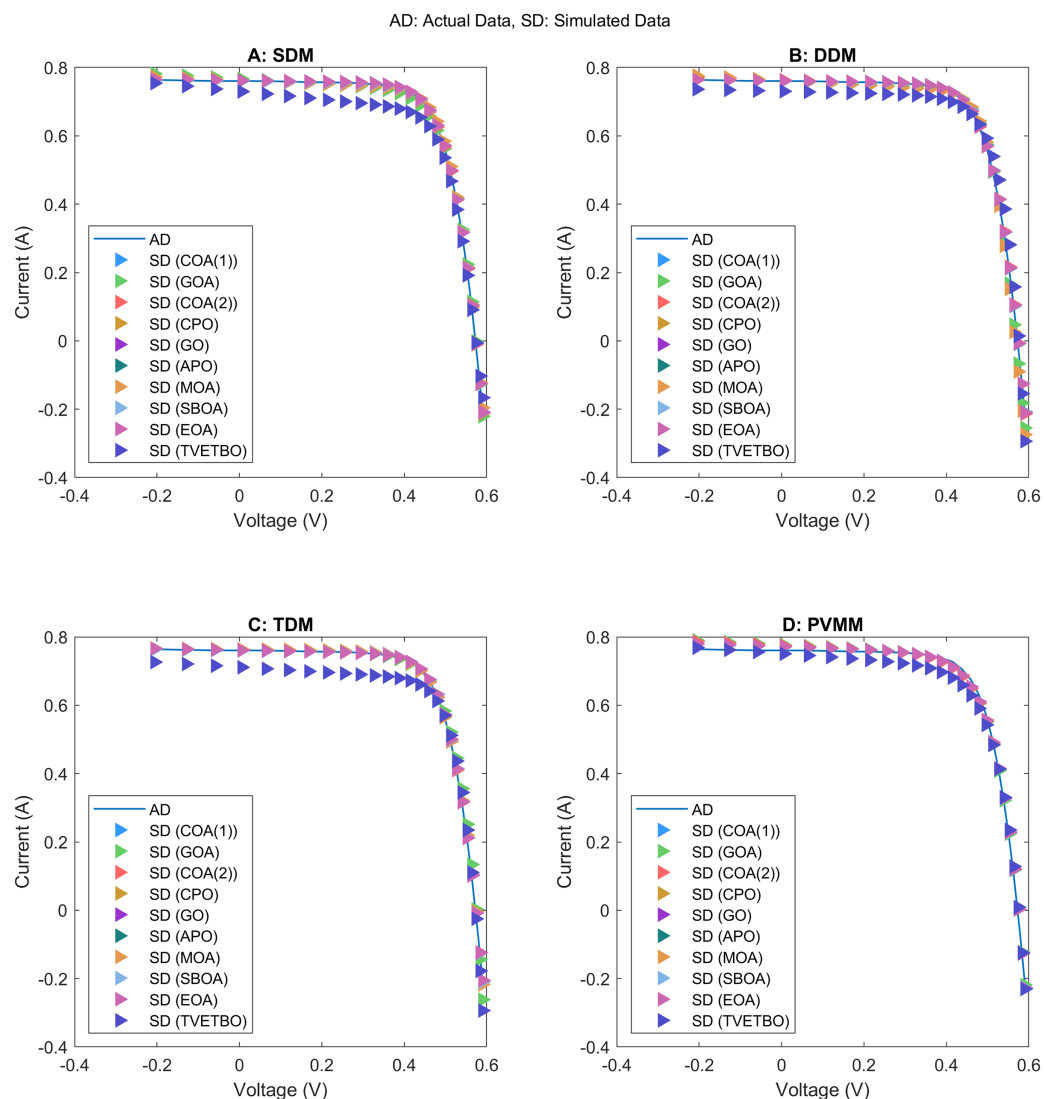 AD: Actual Data, SD: Simulated Data
A: SDM
0.8
0.6
0.4
0.2
0
-0.2
-0.4
Current (A)
AD
SD (COA(1))
SD (GOA)
SD (COA(2))
SD (CPO)
SD (GO)
SD (APO)
SD (MOA)
SD (SBOA)
SD (EOA)
SD (TVETBO)
-0.4 -0.2 0 0.2 0.4 0.6
Voltage (V)
B: DDM
0.8
0.6
0.4
0.2
0
-0.2
-0.4
Current (A)
AD
SD (COA(1))
SD (GOA)
SD (COA(2))
SD (CPO)
SD (GO)
SD (APO)
SD (MOA)
SD (SBOA)
SD (EOA)
SD (TVETBO)
-0.4 -0.2 0 0.2 0.4 0.6
Voltage (V)
C: TDM
0.8
0.6
0.4
0.2
0
-0.2
-0.4
Current (A)
AD
SD (COA(1))
SD (GOA)
SD (COA(2))
SD (CPO)
SD (GO)
SD (APO)
SD (MOA)
SD (SBOA)
SD (EOA)
SD (TVETBO)
-0.4 -0.2 0 0.2 0.4 0.6
Voltage (V)
D: PVMM
0.8
0.6
0.4
0.2
0
-0.2
-0.4
Current (A)
AD
SD (COA(1))
SD (GOA)
SD (COA(2))
SD (CPO)
SD (GO)
SD (APO)
SD (MOA)
SD (SBOA)
SD (EOA)
SD (TVETBO)
-0.4 -0.2 0 0.2 0.4 0.6
Voltage (V)